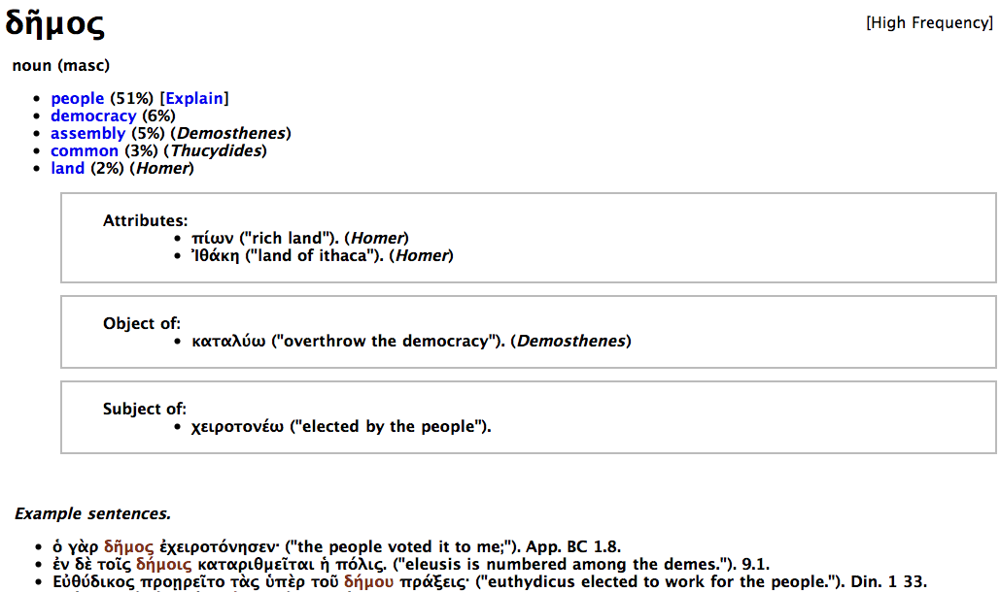 δῆμος
[High Frequency]
noun (masc)
• people (51%) [Explain]
• democracy (6%)
• assembly (5%) (Demosthenes)
• common (3%) (Thucydides)
• land (2%) (Homer)
Attributes:
• πίων ("rich land"). (Homer)
• Ἰθάκη ("land of ithaca"). (Homer)
Object of:
• καταλύω ("overthrow the democracy"). (Demosthenes)
Subject of:
• χειροτονέω ("elected by the people").
Example sentences.
• ὁ γὰρ δῆμος ἐχειροτόνησεν· ("the people voted it to me;"). App. BC 1.8.
• ἐν δὲ τοῖς δήμοις καταριθμεῖται ἡ πόλις. ("eleusis is numbered among the demes."). 9.1.
• Εὐθύδικος προῃρεῖτο τὰς ὑπὲρ τοῦ δήμου πράξεις· ("euthydicus elected to work for the people."). Din. 1 33.